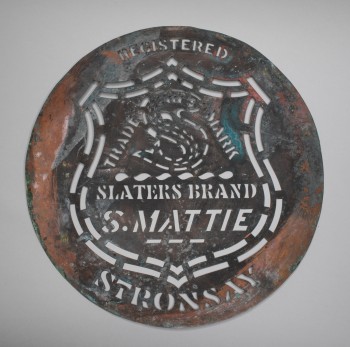 REGISTERED
TRADE S MARK
SLATERS BRAND
S. MATTIE
STRONSAY